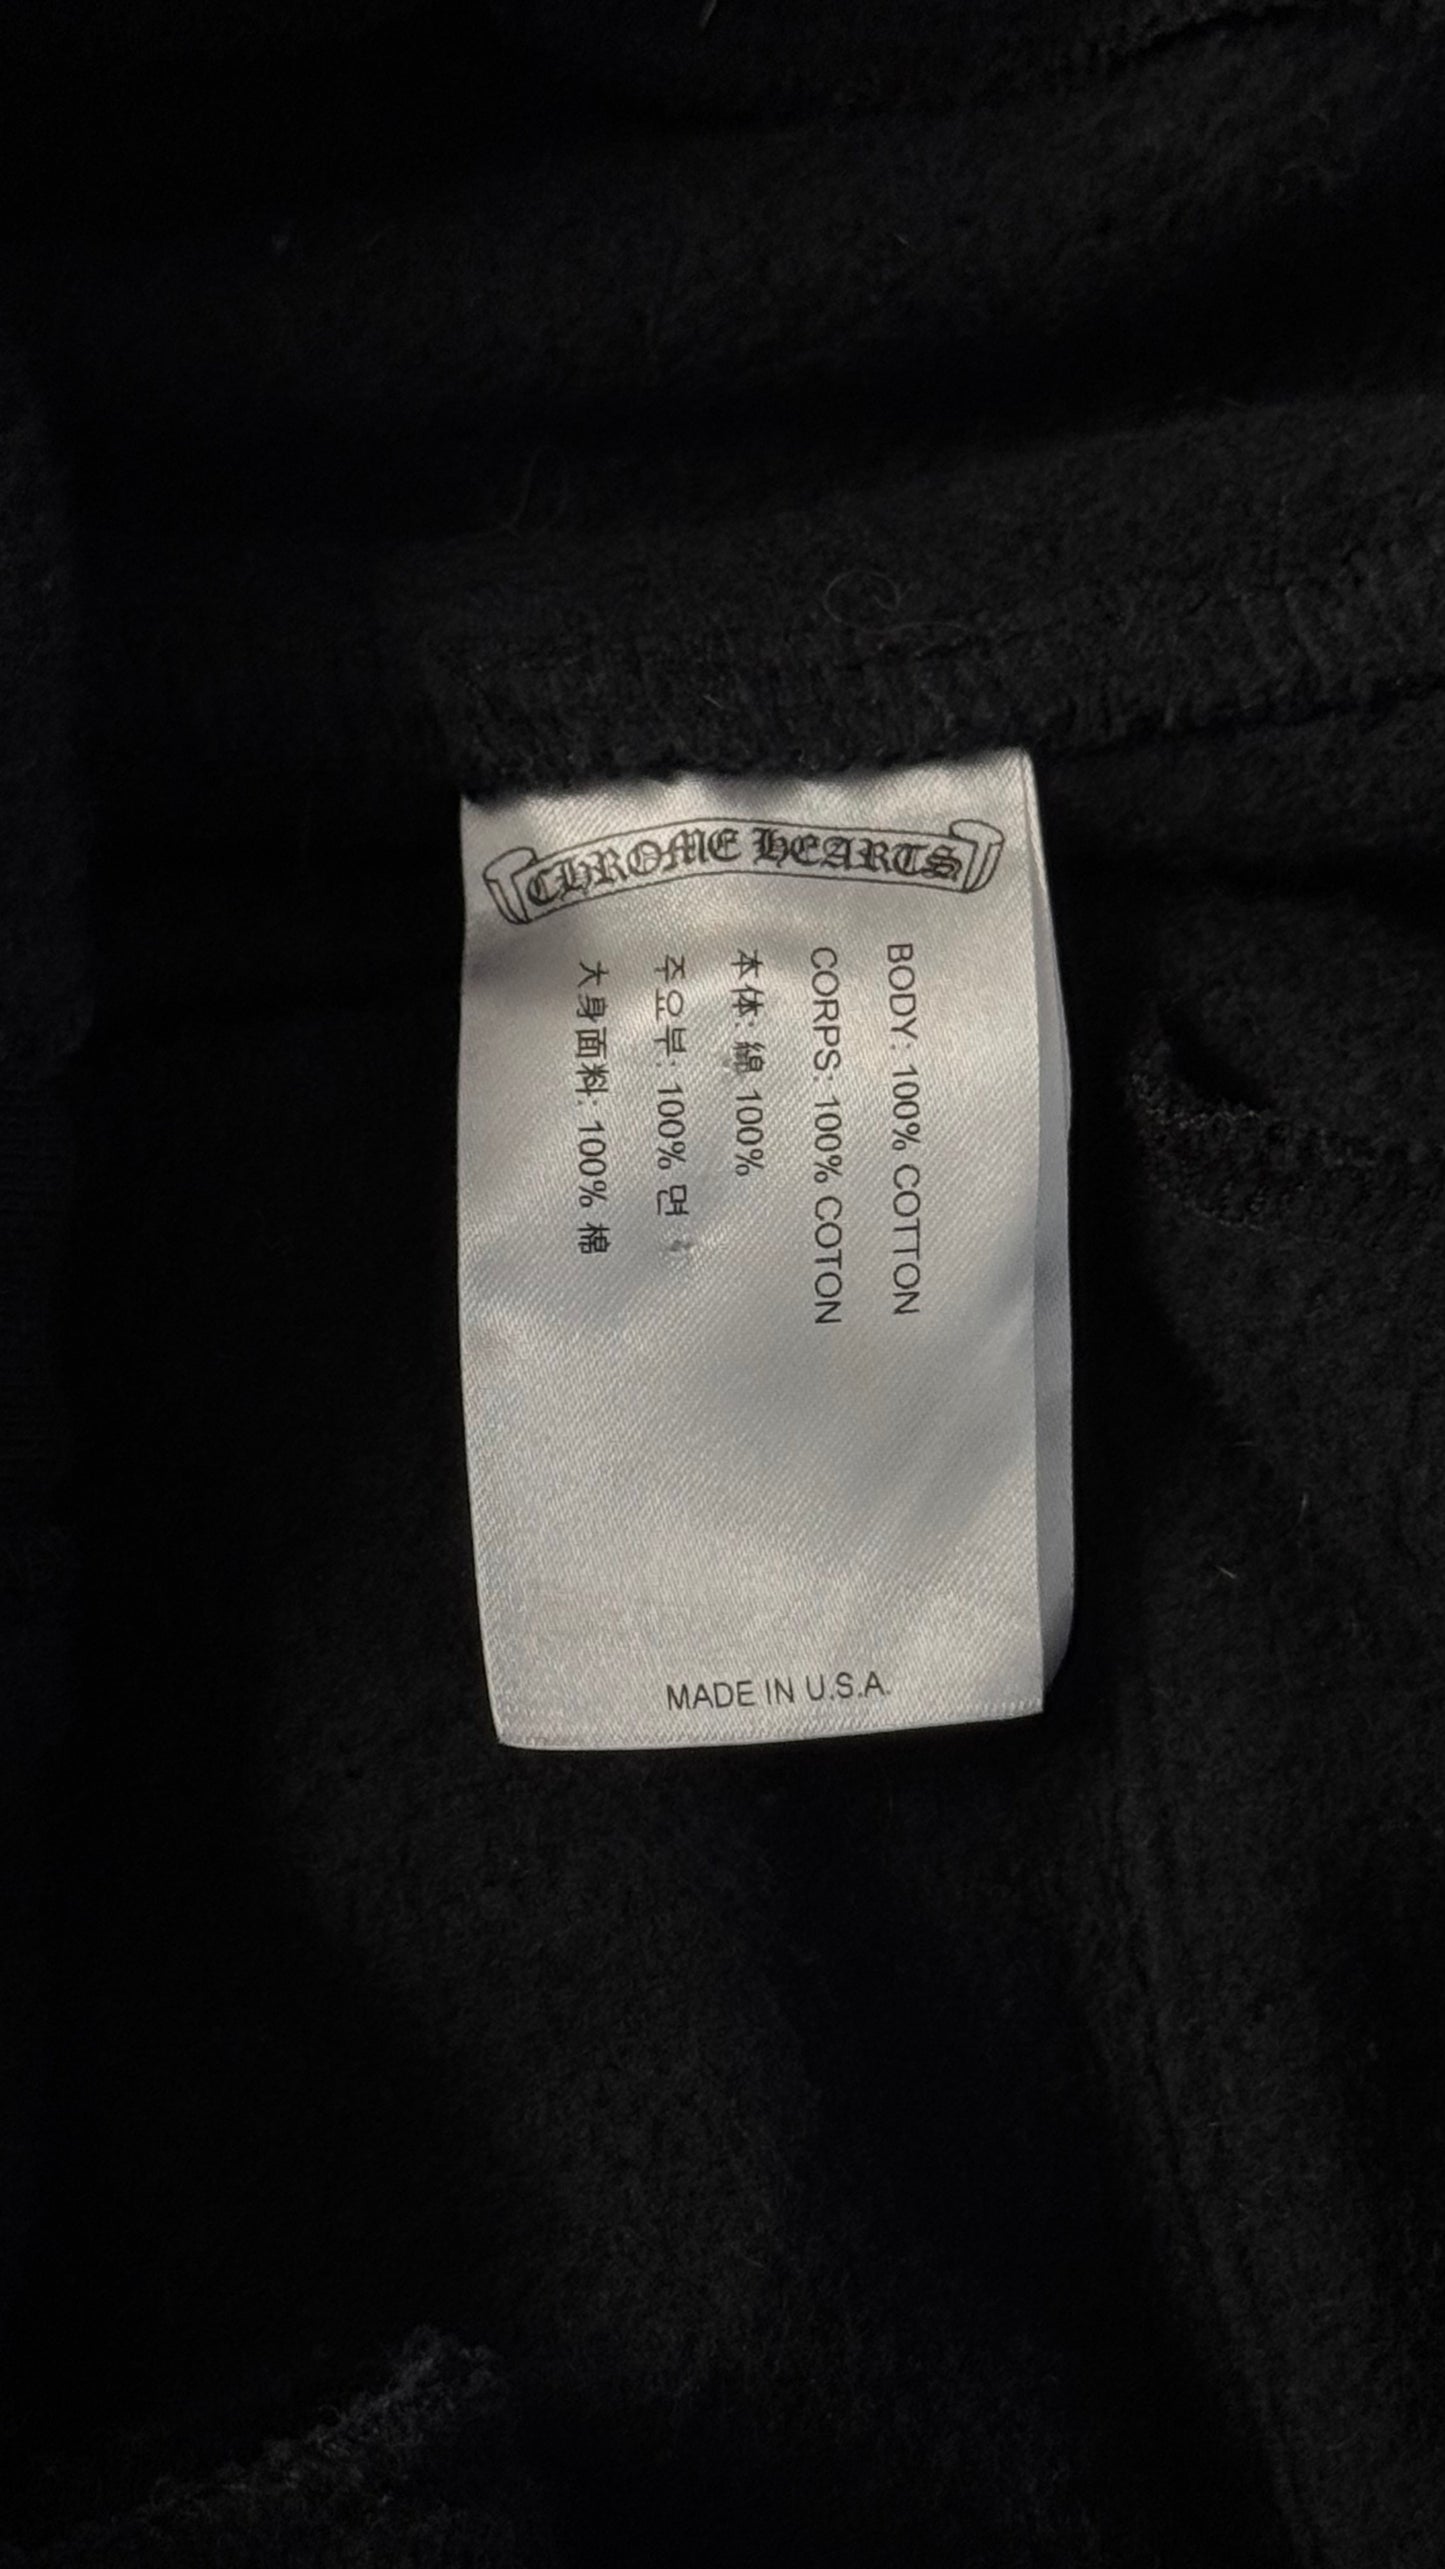 CHROME HEARTS
BODY: 100% COTTON
CORPS: 100% COTON
本体: 綿 100%
주요부: 100% 면
大身面料: 100% 棉
MADE IN U.S.A.